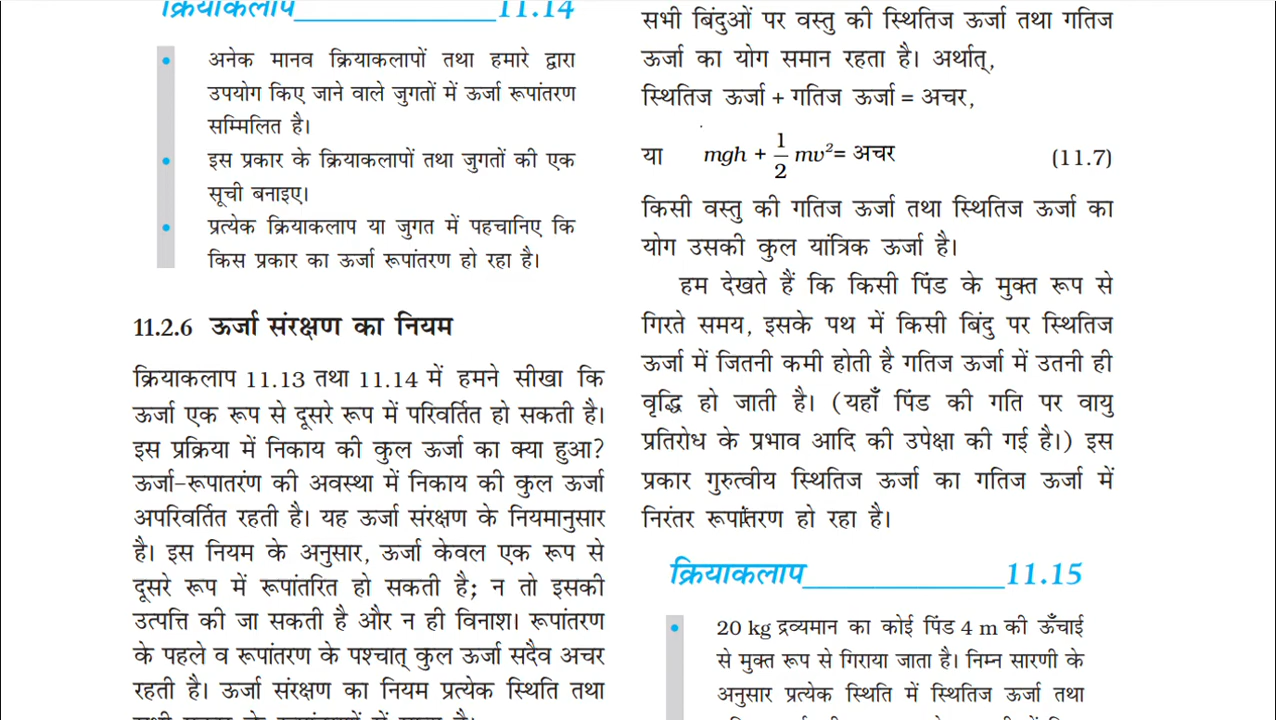 क्रियाकलाप______________11.14
• अनेक मानव क्रियाकलापों तथा हमारे द्वारा
उपयोग किए जाने वाले जुगतों में ऊर्जा रूपांतरण
सम्मिलित है।
• इस प्रकार के क्रियाकलापों तथा जुगतों की एक
सूची बनाइए।
• प्रत्येक क्रियाकलाप या जुगत में पहचानिए कि
किस प्रकार का ऊर्जा रूपांतरण हो रहा है।
11.2.6 ऊर्जा संरक्षण का नियम
क्रियाकलाप 11.13 तथा 11.14 में हमने सीखा कि
ऊर्जा एक रूप से दूसरे रूप में परिवर्तित हो सकती है।
इस प्रक्रिया में निकाय की कुल ऊर्जा का क्या हुआ?
ऊर्जा-रूपातरंण की अवस्था में निकाय की कुल ऊर्जा
अपरिवर्तित रहती है। यह ऊर्जा संरक्षण के नियमानुसार
है। इस नियम के अनुसार, ऊर्जा केवल एक रूप से
दूसरे रूप में रूपांतरित हो सकती है; न तो इसकी
उत्पत्ति की जा सकती है और न ही विनाश। रूपांतरण
के पहले व रूपांतरण के पश्चात् कुल ऊर्जा सदैव अचर
रहती है। ऊर्जा संरक्षण का नियम प्रत्येक स्थिति तथा
सभी बिंदुओं पर वस्तु की स्थितिज ऊर्जा तथा गतिज
ऊर्जा का योग समान रहता है। अर्थात्,
स्थितिज ऊर्जा + गतिज ऊर्जा = अचर,
या mgh + 1/2 mv²= अचर (11.7)
किसी वस्तु की गतिज ऊर्जा तथा स्थितिज ऊर्जा का
योग उसकी कुल यांत्रिक ऊर्जा है।
हम देखते हैं कि किसी पिंड के मुक्त रूप से
गिरते समय, इसके पथ में किसी बिंदु पर स्थितिज
ऊर्जा में जितनी कमी होती है गतिज ऊर्जा में उतनी ही
वृद्धि हो जाती है। (यहाँ पिंड की गति पर वायु
प्रतिरोध के प्रभाव आदि की उपेक्षा की गई है।) इस
प्रकार गुरुत्वीय स्थितिज ऊर्जा का गतिज ऊर्जा में
निरंतर रूपांतरण हो रहा है।
क्रियाकलाप______________11.15
• 20 kg द्रव्यमान का कोई पिंड 4 m की ऊँचाई
से मुक्त रूप से गिराया जाता है। निम्न सारणी के
अनुसार प्रत्येक स्थिति में स्थितिज ऊर्जा तथा